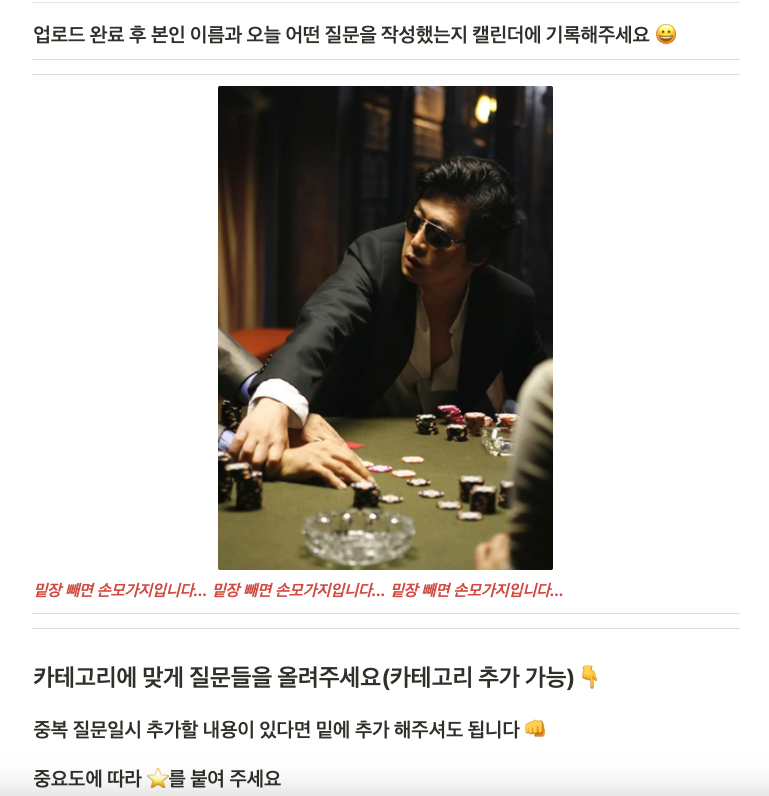 업로드 완료 후 본인 이름과 오늘 어떤 질문을 작성했는지 캘린더에 기록해주세요 😀
밑장 빼면 손모가지입니다... 밑장 빼면 손모가지입니다... 밑장 빼면 손모가지입니다...
카테고리에 맞게 질문들을 올려주세요(카테고리 추가 가능) 👇
중복 질문일시 추가할 내용이 있다면 밑에 추가 해주셔도 됩니다 👊
중요도에 따라 ⭐를 붙여 주세요